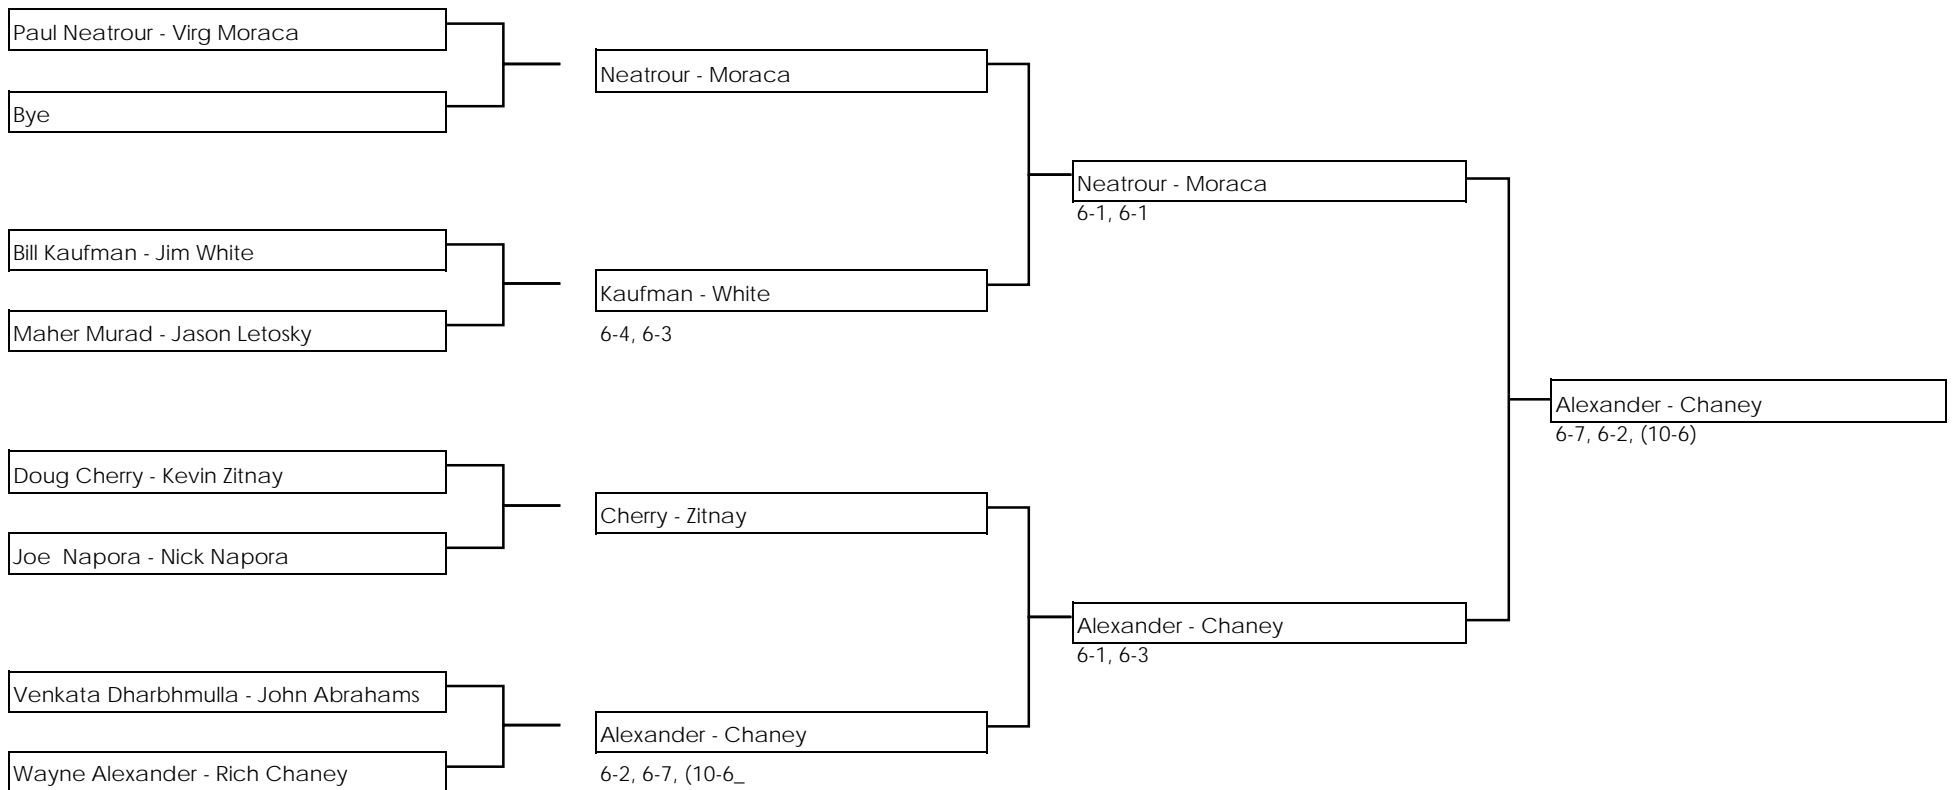 Paul Neatrour - Virg Moraca
Bye
Bill Kaufman - Jim White
Maher Murad - Jason Letosky
Doug Cherry - Kevin Zitnay
Joe  Napora - Nick Napora
Venkata Dharbhmulla - John Abrahams
Wayne Alexander - Rich Chaney
Neatrour - Moraca
Kaufman - White
6-4, 6-3
Cherry - Zitnay
Alexander - Chaney
6-2, 6-7, (10-6_
Neatrour - Moraca
6-1, 6-1
Alexander - Chaney
6-1, 6-3
Alexander - Chaney
6-7, 6-2, (10-6)